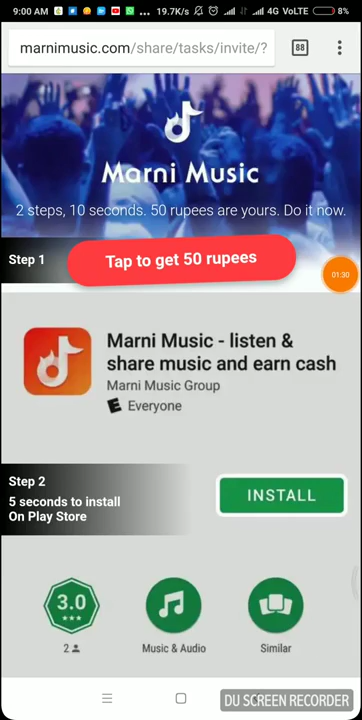 9:00 AM ... 19.7K/s 4G VoLTE 8%
marnimusic.com/share/tasks/invite/? 88
Marni Music
2 steps, 10 seconds. 50 rupees are yours. Do it now.
Step 1
Tap to get 50 rupees
01:30
Marni Music - listen &
share music and earn cash
Marni Music Group
E Everyone
Step 2
5 seconds to install
On Play Store
INSTALL
3.0
2
Music & Audio
Similar
DU SCREEN RECORDER